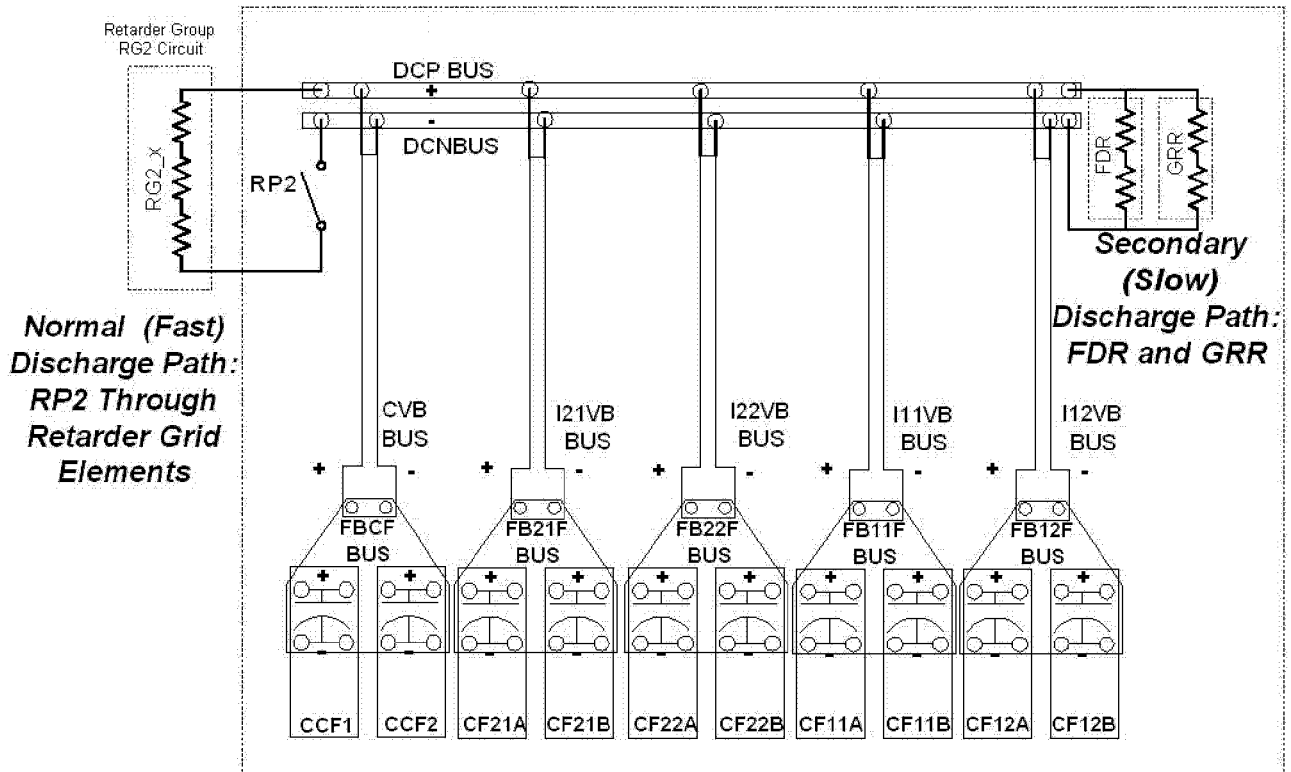 Retarder Group
RG2 Circuit
DCP BUS
+
-
DCNBUS
RG2_X
RP2
FDR
GRR
Secondary
(Slow)
Discharge Path:
FDR and GRR
Normal (Fast)
Discharge Path:
RP2 Through
Retarder Grid
Elements
CVB
BUS
I21VB
BUS
I22VB
BUS
I11VB
BUS
I12VB
BUS
+ - + - + - + - + -
FBCF
BUS
FB21F
BUS
FB22F
BUS
FB11F
BUS
FB12F
BUS
+ + + + + + + + + +
- - - - - - - - - -
CCF1 CCF2 CF21A CF21B CF22A CF22B CF11A CF11B CF12A CF12B